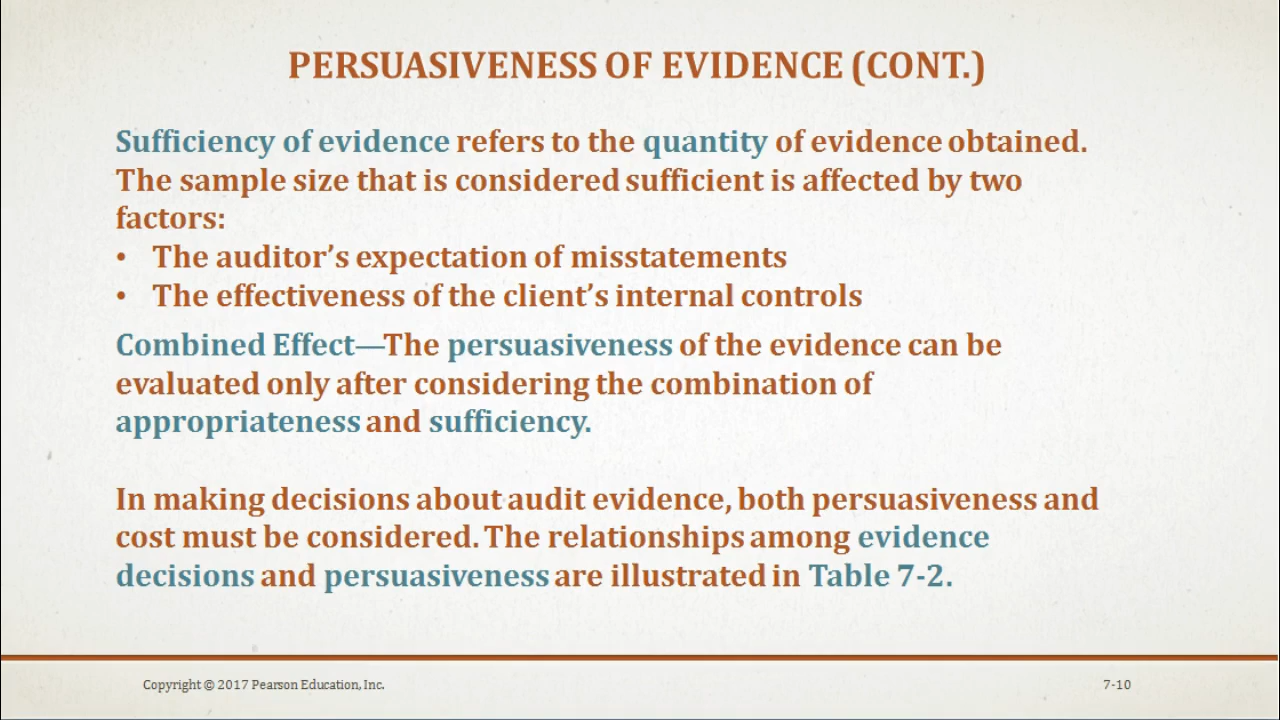 PERSUASIVENESS OF EVIDENCE (CONT.)
Sufficiency of evidence refers to the quantity of evidence obtained.
The sample size that is considered sufficient is affected by two
factors:
• The auditor’s expectation of misstatements
• The effectiveness of the client’s internal controls
Combined Effect—The persuasiveness of the evidence can be
evaluated only after considering the combination of
appropriateness and sufficiency.
In making decisions about audit evidence, both persuasiveness and
cost must be considered. The relationships among evidence
decisions and persuasiveness are illustrated in Table 7-2.
Copyright © 2017 Pearson Education, Inc.
7-10